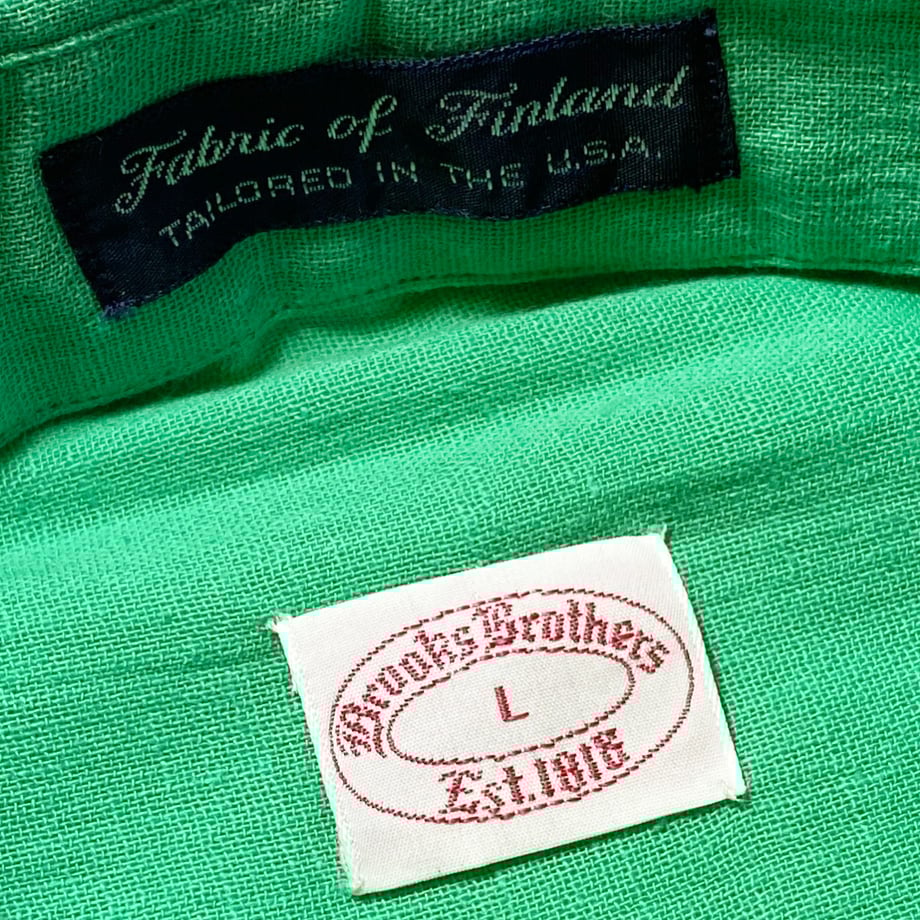 Fabric of Finland
TAILORED IN THE U.S.A.
Brooks Brothers
L
Est. 1818